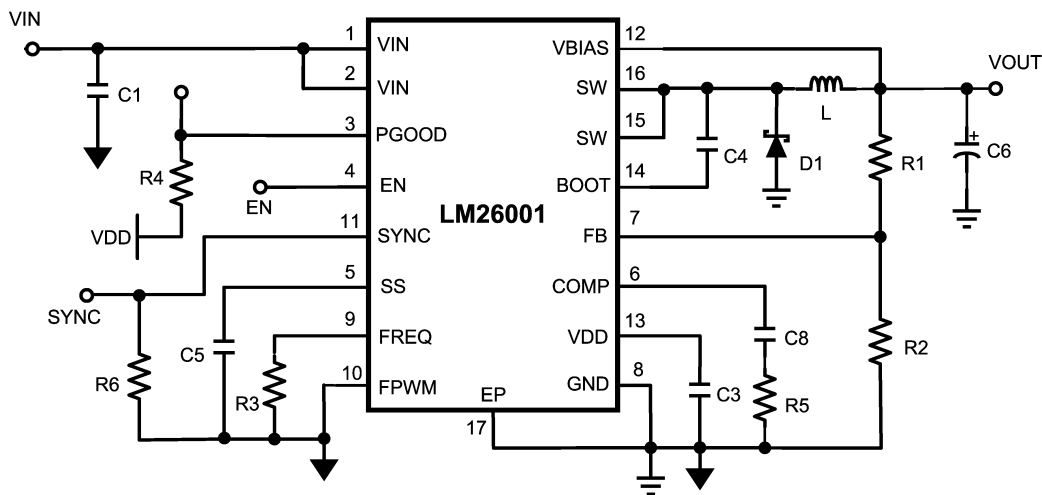 VIN
VOUT
1
VIN
2
VIN
3
PGOOD
4
EN
11
SYNC
5
SS
9
FREQ
10
FPWM
LM26001
EP
17
12
VBIAS
16
SW
15
SW
14
BOOT
7
FB
6
COMP
13
VDD
8
GND
C1
R4
VDD
EN
SYNC
R6
C5
R3
C4
D1
L
R1
+
C6
R2
C8
R5
C3